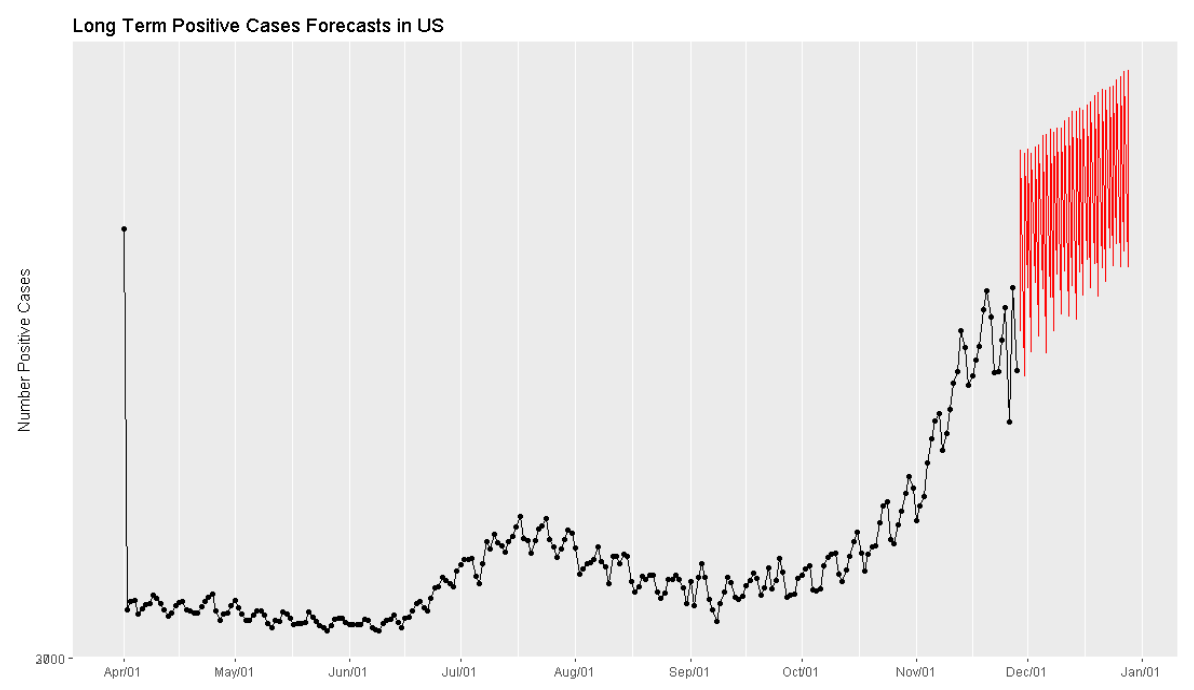 Long Term Positive Cases Forecasts in US
Number Positive Cases
Apr/01 May/01 Jun/01 Jul/01 Aug/01 Sep/01 Oct/01 Nov/01 Dec/01 Jan/01